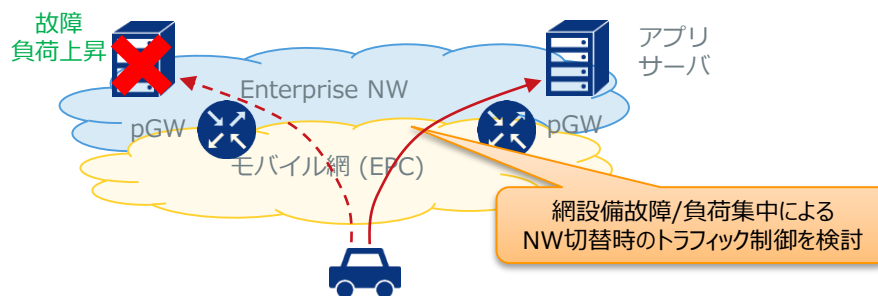 故障
負荷上昇
アプリ
サーバ
Enterprise NW
pGW
pGW
モバイル網 (EPC)
網設備故障/負荷集中による
NW切替時のトラフィック制御を検討